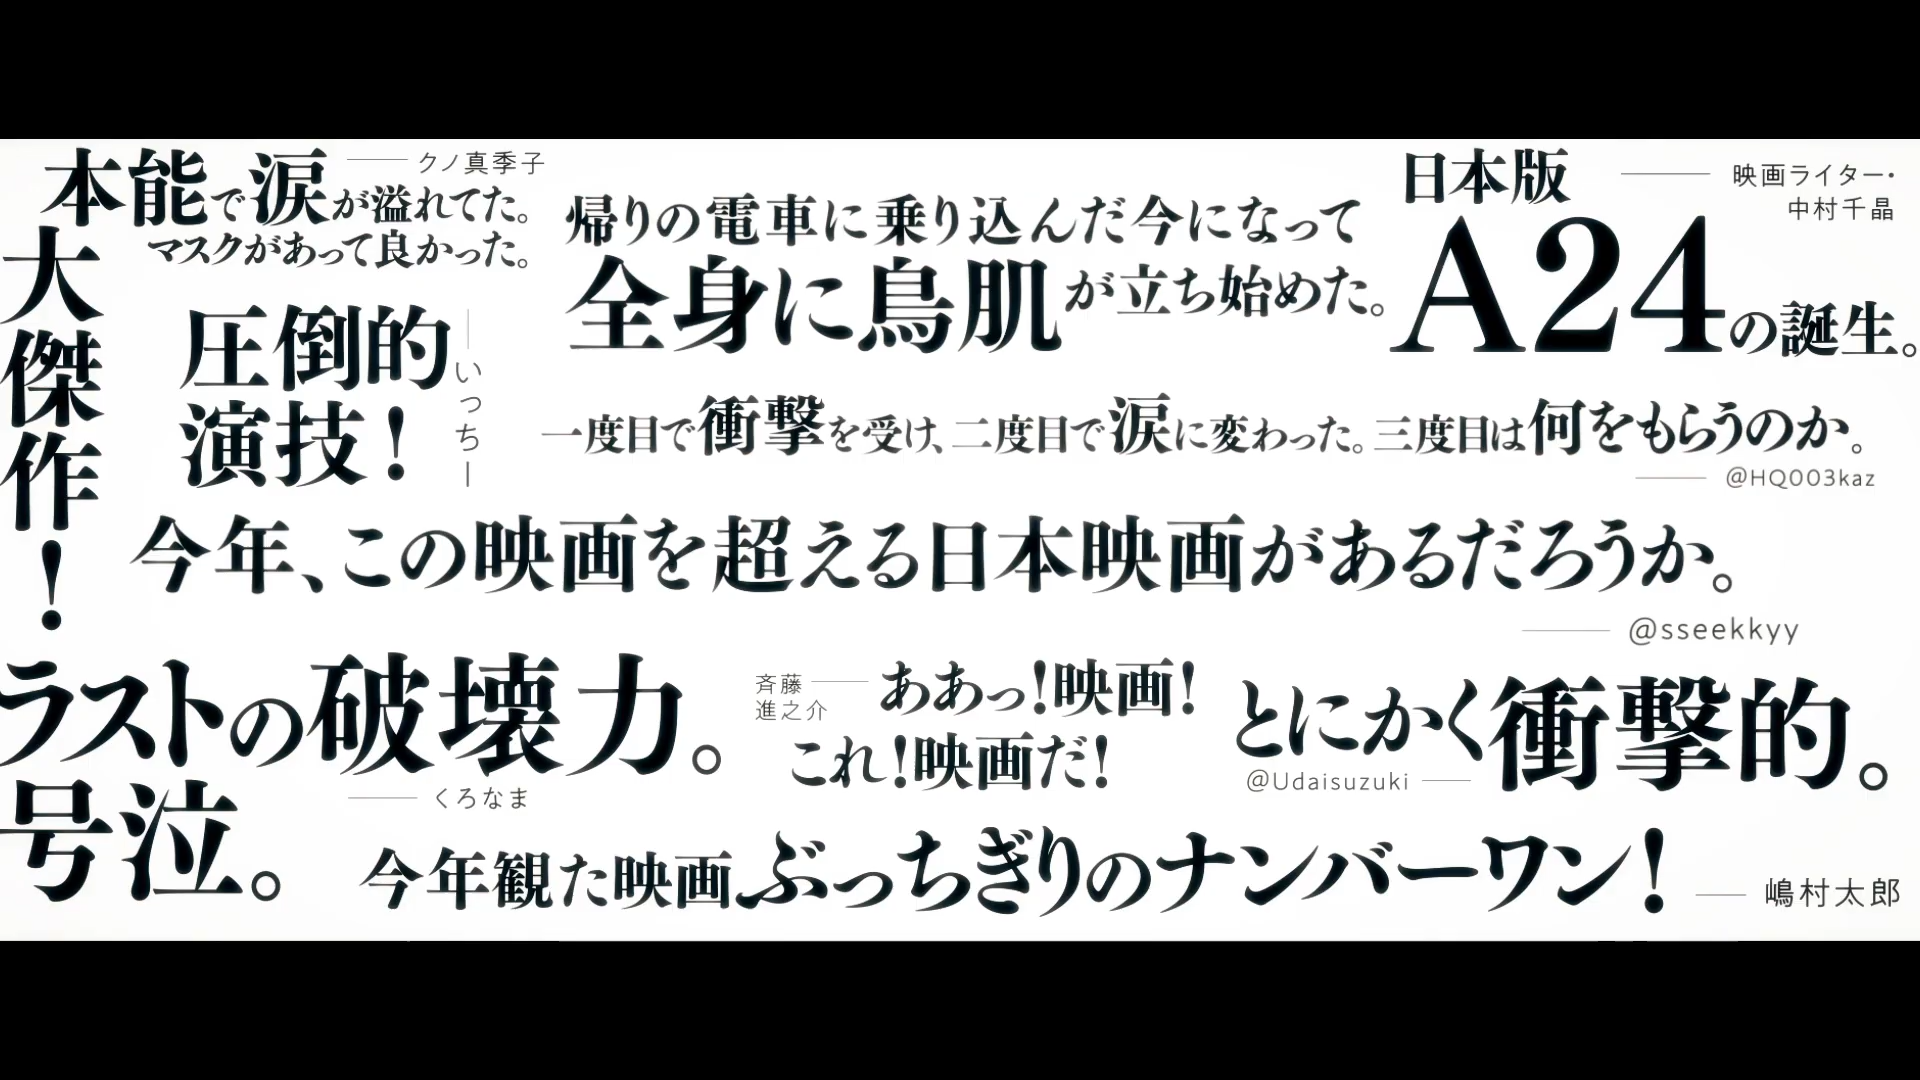 本能で涙が溢れてた。
マスクがあって良かった。
クノ真季子
大傑作！
圧倒的
演技！
いっちー
帰りの電車に乗り込んだ今になって
全身に鳥肌が立ち始めた。
日本版
A24の誕生。
映画ライター・
中村千晶
一度目で衝撃を受け、二度目で涙に変わった。三度目は何をもらうのか。
@HQ003kaz
今年、この映画を超える日本映画があるだろうか。
@sseekkyy
ラストの破壊力。
号泣。
くろなま
斉藤
進之介
ああっ！映画！
これ！映画だ！
とにかく衝撃的。
@Udaisuzuki
今年観た映画ぶっちぎりのナンバーワン！
嶋村太郎